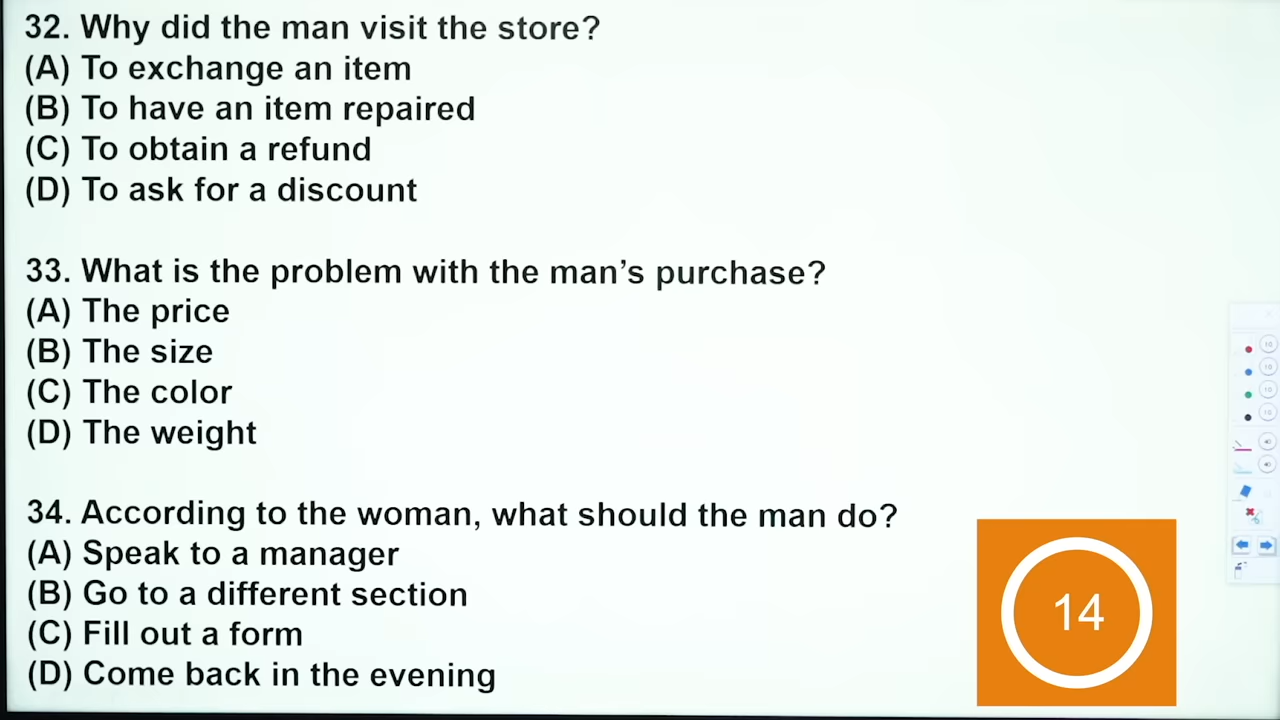 32. Why did the man visit the store?
(A) To exchange an item
(B) To have an item repaired
(C) To obtain a refund
(D) To ask for a discount
33. What is the problem with the man's purchase?
(A) The price
(B) The size
(C) The color
(D) The weight
34. According to the woman, what should the man do?
(A) Speak to a manager
(B) Go to a different section
(C) Fill out a form
(D) Come back in the evening
14